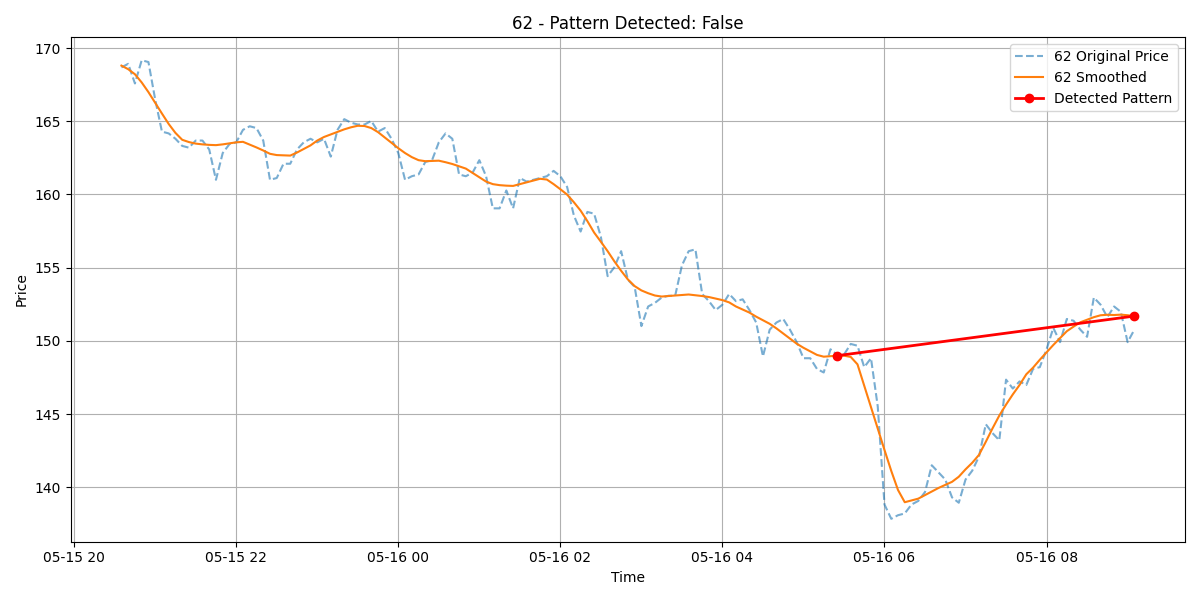 62 - Pattern Detected: False
62 Original Price
62 Smoothed
Detected Pattern
Price
170
165
160
155
150
145
140
05-15 20
05-15 22
05-16 00
05-16 02
05-16 04
05-16 06
05-16 08
Time